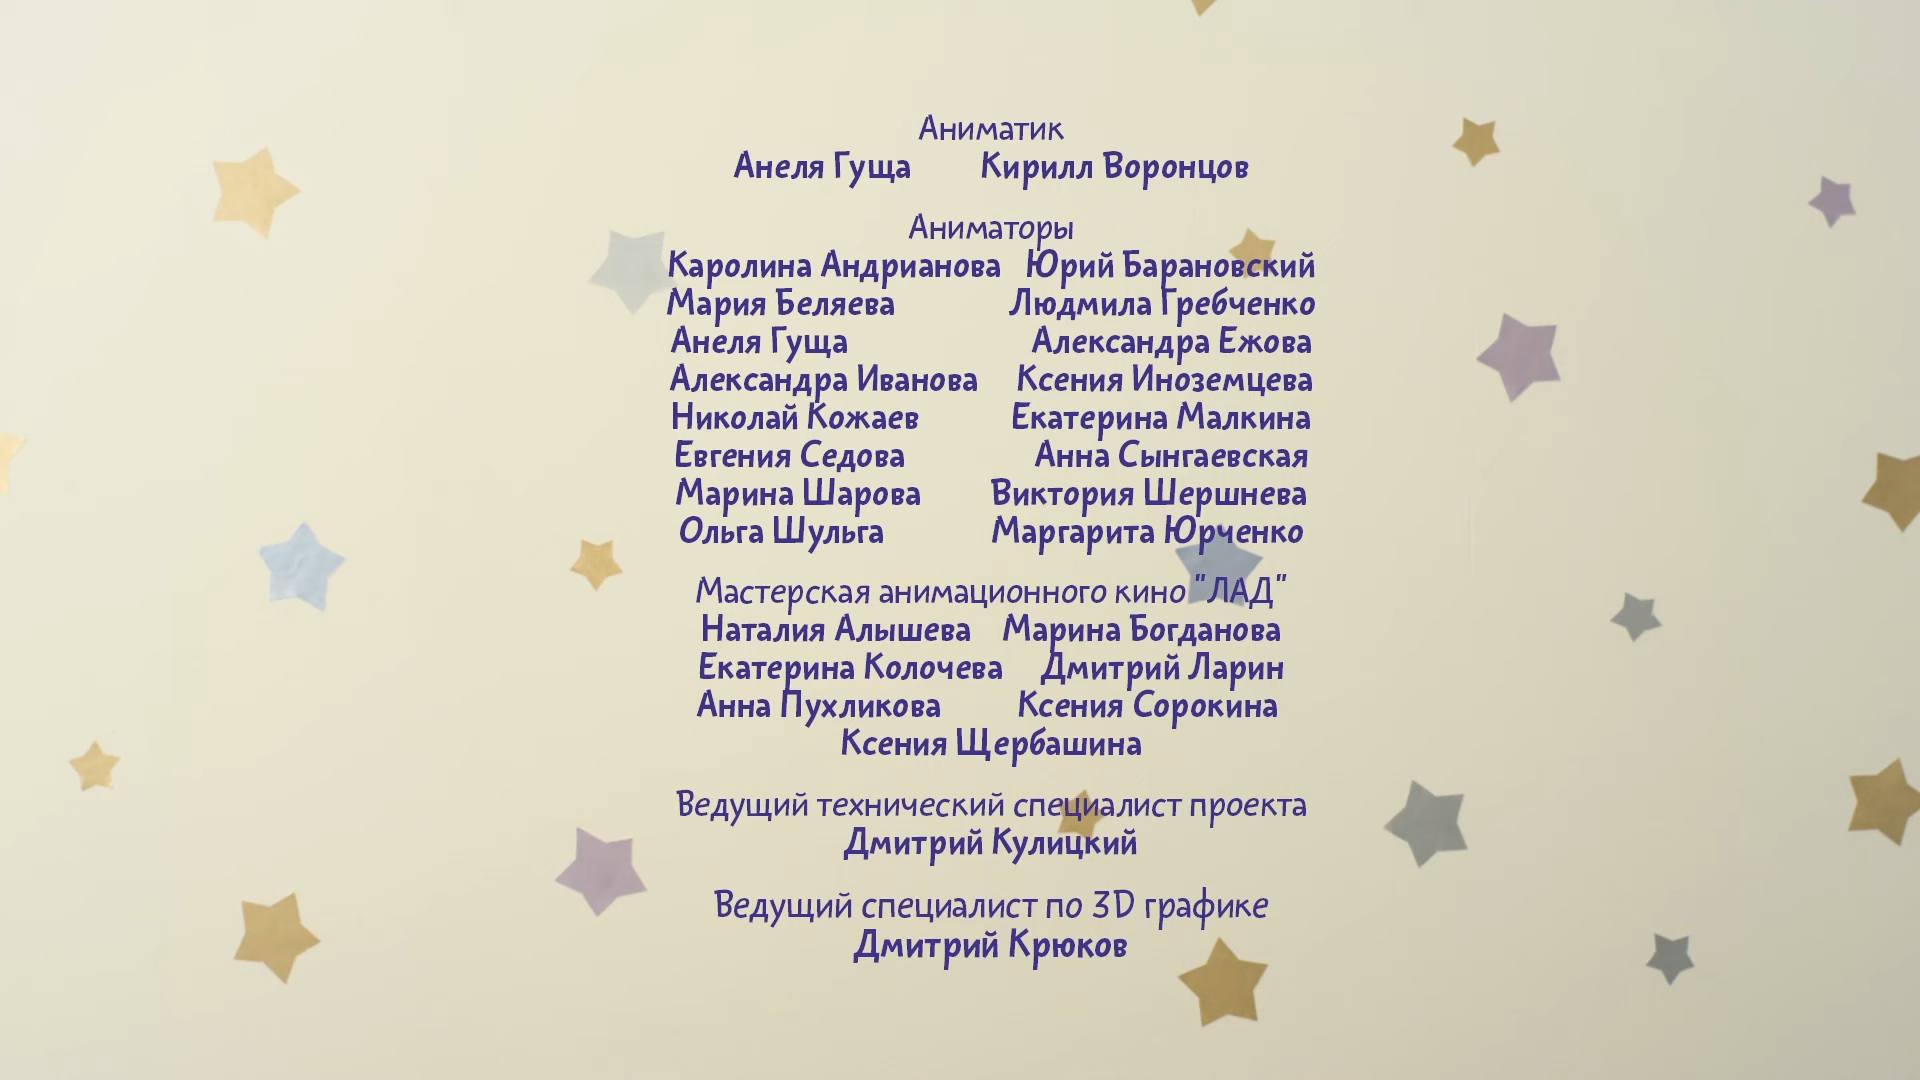 Аниматик
Анеля Гуща Кирилл Воронцов
Аниматоры
Каролина Андрианова Юрий Барановский
Мария Беляева Людмила Гребченко
Анеля Гуща Александра Ежова
Александра Иванова Ксения Иноземцева
Николай Кожаев Екатерина Малкина
Евгения Седова Анна Сынгаевская
Марина Шарова Виктория Шершнева
Ольга Шульга Маргарита Юрченко
Мастерская анимационного кино "ЛАД"
Наталия Алышева Марина Богданова
Екатерина Колочева Дмитрий Ларин
Анна Пухликова Ксения Сорокина
Ксения Щербашина
Ведущий технический специалист проекта
Дмитрий Кулицкий
Ведущий специалист по 3D графике
Дмитрий Крюков